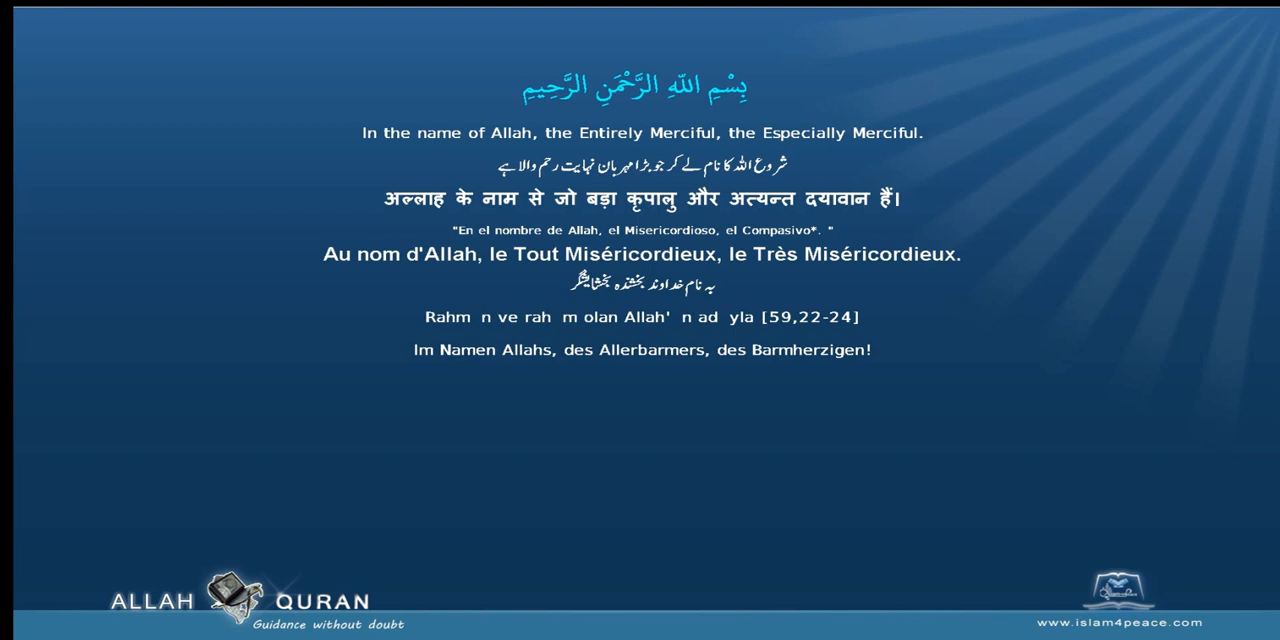 بِسْمِ اللّهِ الرَّحْمَنِ الرَّحِيمِ
In the name of Allah, the Entirely Merciful, the Especially Merciful.
شروع اللہ کا نام لے کر جو بڑا مہربان نہایت رحم والا ہے
अल्लाह के नाम से जो बड़ा कृपालु और अत्यन्त दयावान हैं।
"En el nombre de Allah, el Misericordioso, el Compasivo*. "
Au nom d'Allah, le Tout Miséricordieux, le Très Miséricordieux.
به نام خداوند بخشنده بخشایشگر
Rahm n ve rah m olan Allah' n ad yla [59,22-24]
Im Namen Allahs, des Allerbarmers, des Barmherzigen!
ALLAH QURAN
Guidance without doubt
www.islam4peace.com